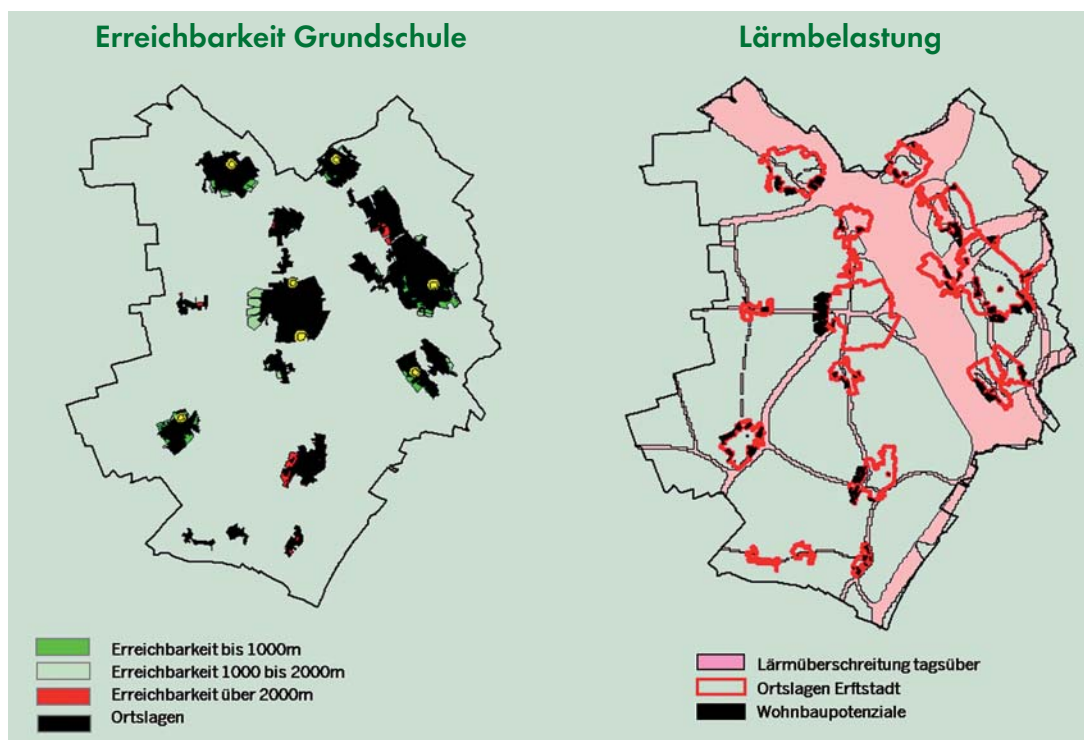 Erreichbarkeit Grundschule
Lärmbelastung
Erreichbarkeit bis 1000m
Erreichbarkeit 1000 bis 2000m
Erreichbarkeit über 2000m
Ortslagen
Lärmüberschreitung tagsüber
Ortslagen Erftstadt
Wohnbaupotenziale